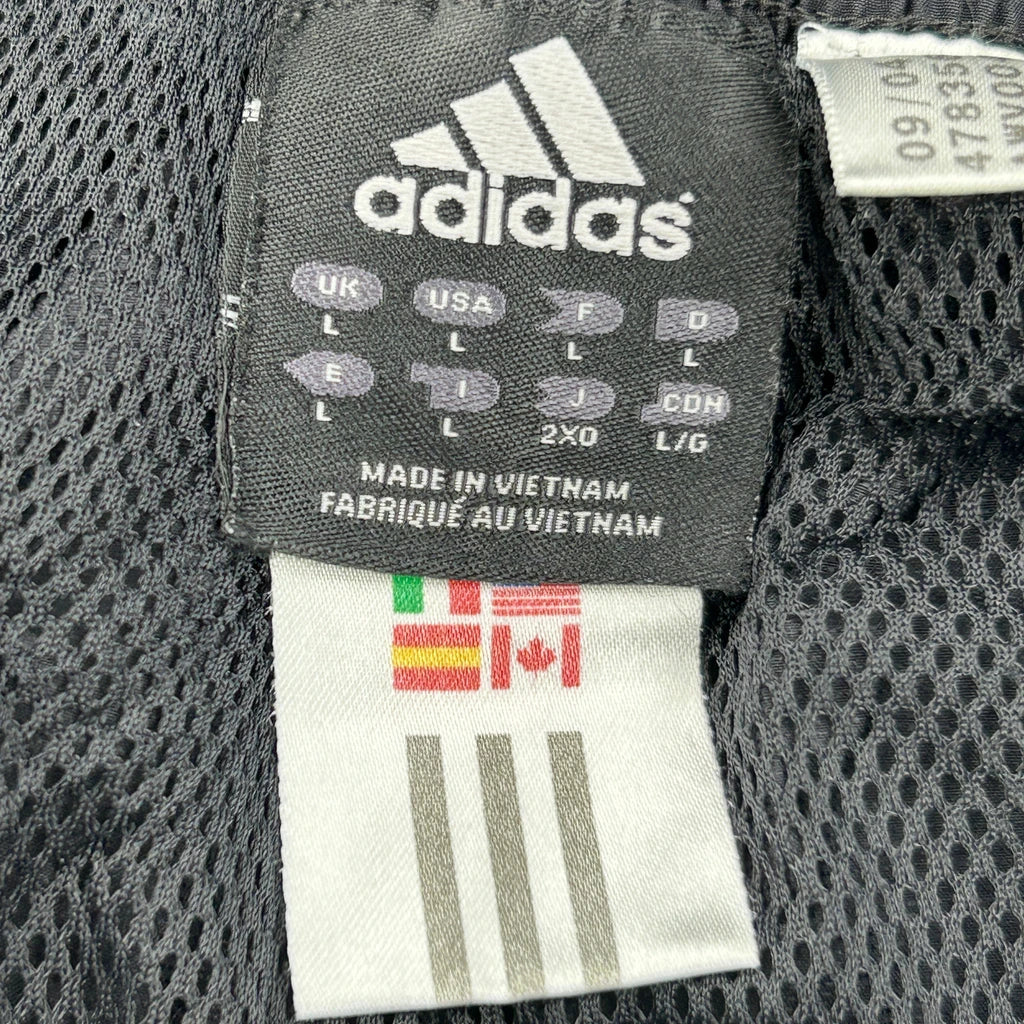 adidas
UK USA F D
L L L L
E I J CDN
L L 2XO L/G
MADE IN VIETNAM
FABRIQUÉ AU VIETNAM
09/04
47835